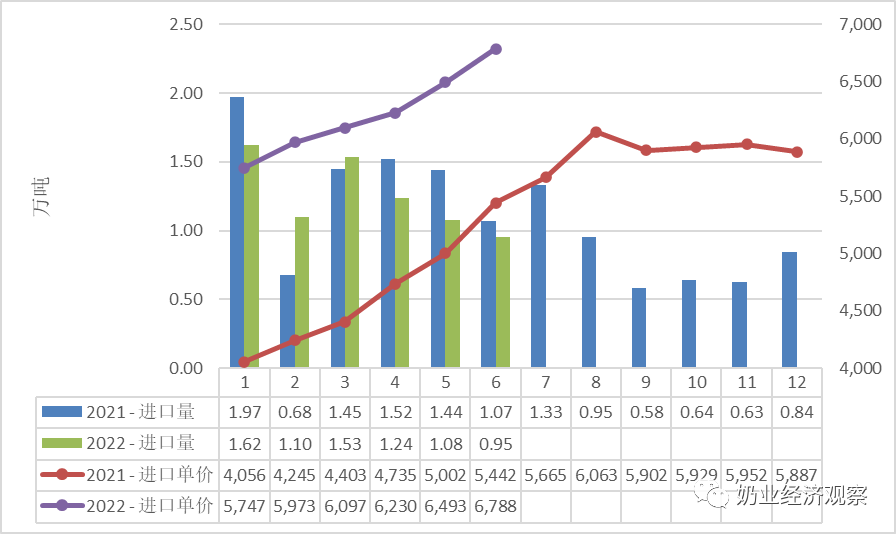 2.50 7,000
2.00 6,500
6,000
1.50 5,500
万吨
1.00 5,000
0.50 4,500
0.00 4,000
1 2 3 4 5 6 7 8 9 10 11 12
2021 - 进口量 1.97 0.68 1.45 1.52 1.44 1.07 1.33 0.95 0.58 0.64 0.63 0.84
2022 - 进口量 1.62 1.10 1.53 1.24 1.08 0.95
2021 - 进口单价 4,056 4,245 4,403 4,735 5,002 5,442 5,665 6,063 5,902 5,929 5,952 5,887
2022 - 进口单价 5,747 5,973 6,097 6,230 6,493 6,788
奶业经济观察